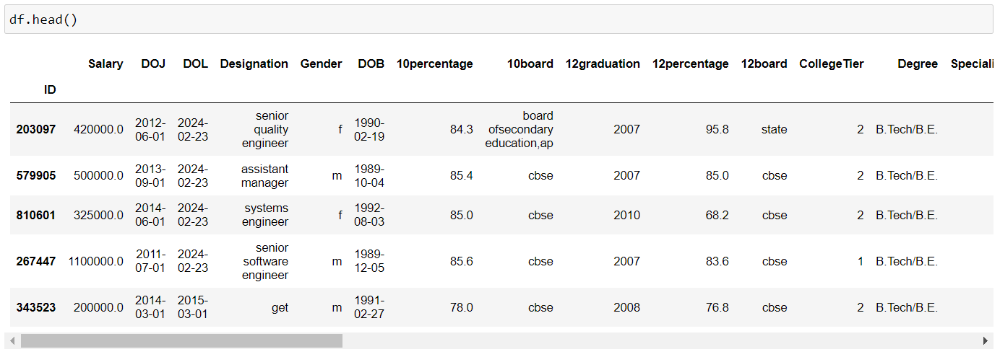 df.head()
Salary DOJ DOL Designation Gender DOB 10percentage 10board 12graduation 12percentage 12board CollegeTier Degree Speciali
ID
203097 420000.0 2012-06-01 2024-02-23 senior quality engineer f 1990-02-19 84.3 board ofsecondary education,ap 2007 95.8 state 2 B.Tech/B.E.
579905 500000.0 2013-09-01 2024-02-23 assistant manager m 1989-10-04 85.4 cbse 2007 85.0 cbse 2 B.Tech/B.E.
810601 325000.0 2014-06-01 2024-02-23 systems engineer f 1992-08-03 85.0 cbse 2010 68.2 cbse 2 B.Tech/B.E.
267447 1100000.0 2011-07-01 2024-02-23 senior software engineer m 1989-12-05 85.6 cbse 2007 83.6 cbse 1 B.Tech/B.E.
343523 200000.0 2014-03-01 2015-03-01 get m 1991-02-27 78.0 cbse 2008 76.8 cbse 2 B.Tech/B.E.